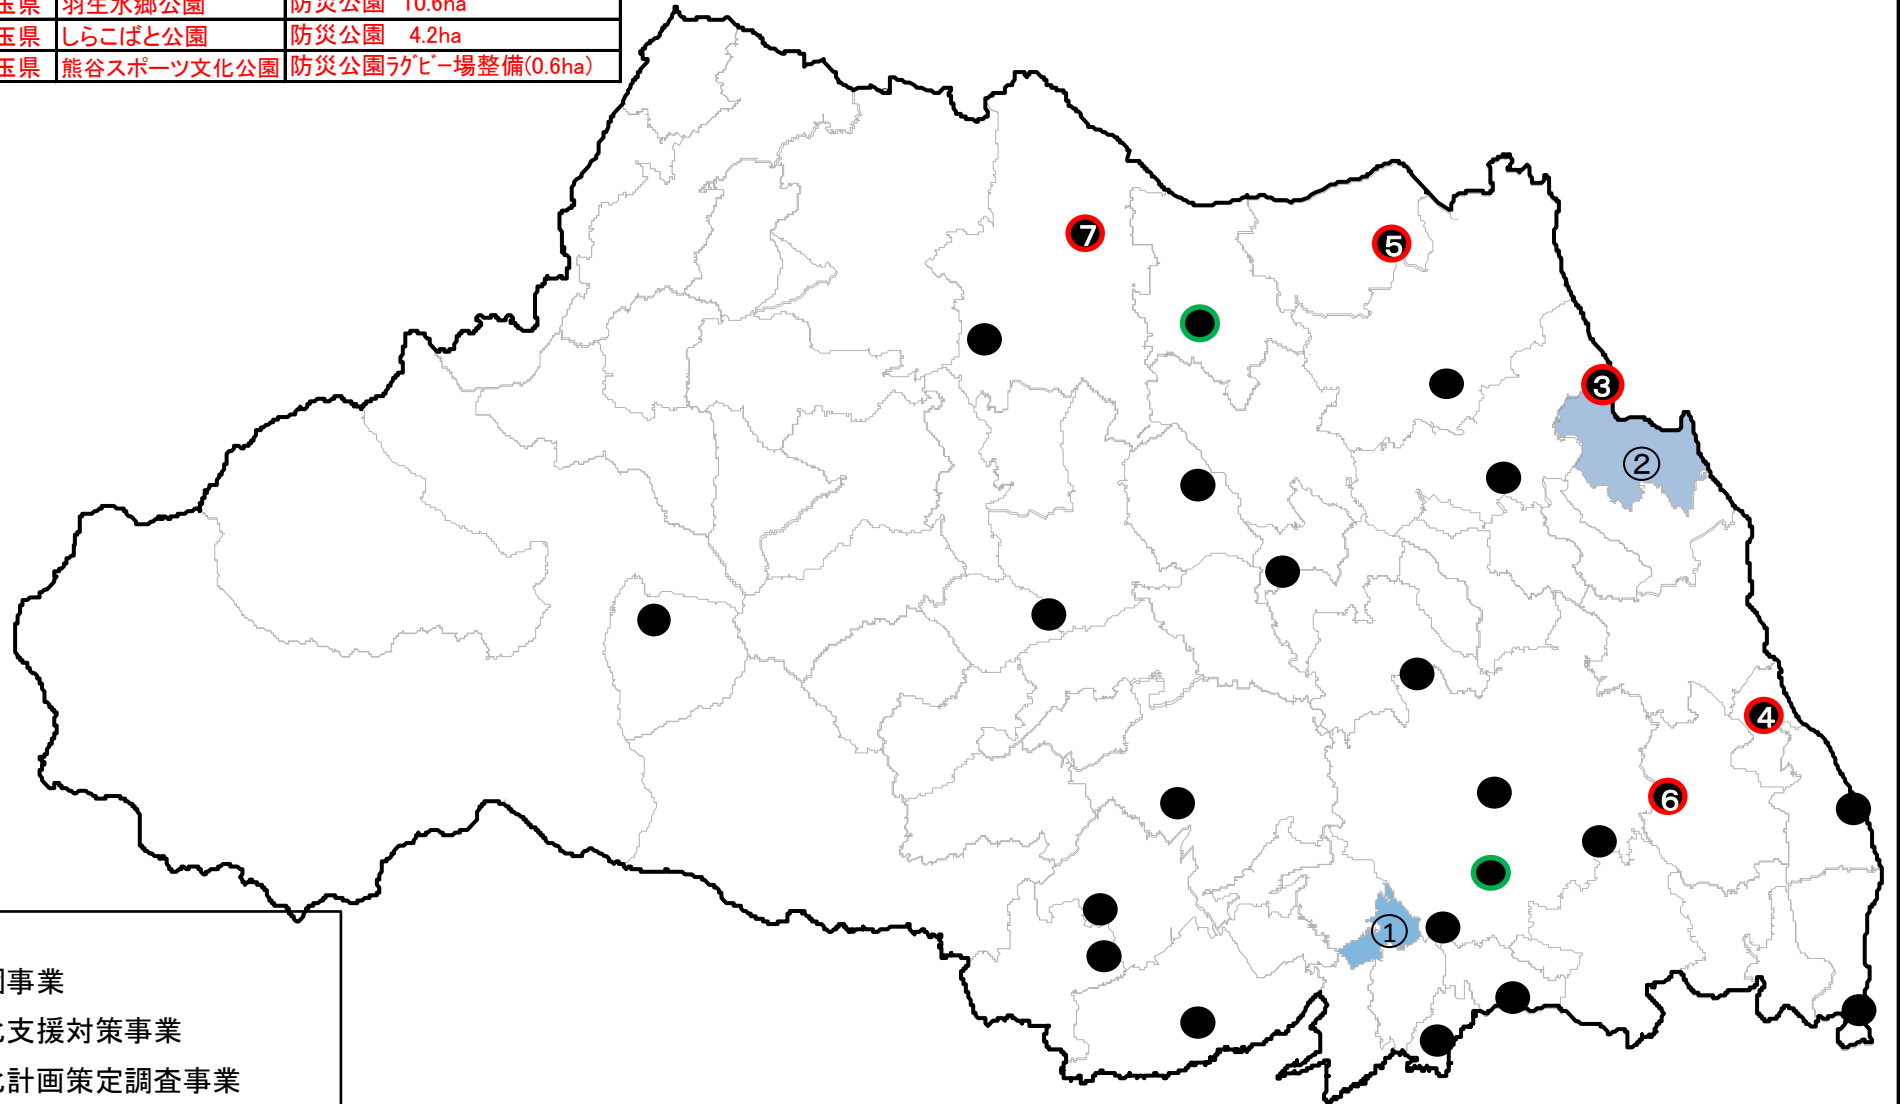 玉県 羽生水郷公園 防災公園 10.6ha
玉県 しらこばと公園 防災公園 4.2ha
玉県 熊谷スポーツ文化公園 防災公園ラグビー場整備(0.6ha)
7
5
3
②
4
6
①
事業
支援対策事業
計画策定調査事業